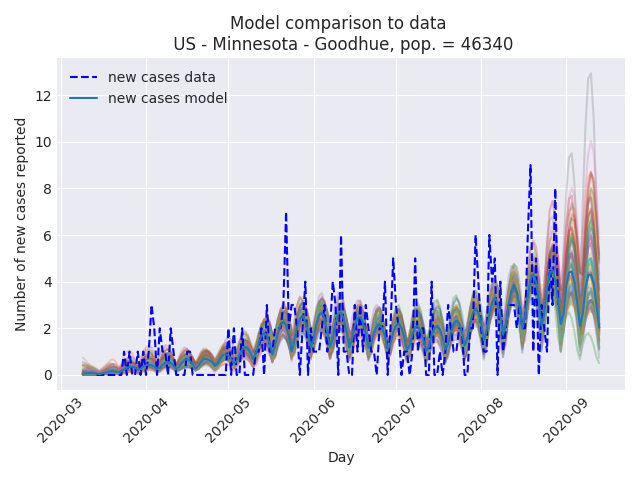 Model comparison to data
US - Minnesota - Goodhue, pop. = 46340
new cases data
new cases model
Number of new cases reported
12
10
8
6
4
2
0
2020-03
2020-04
2020-05
2020-06
2020-07
2020-08
2020-09
Day